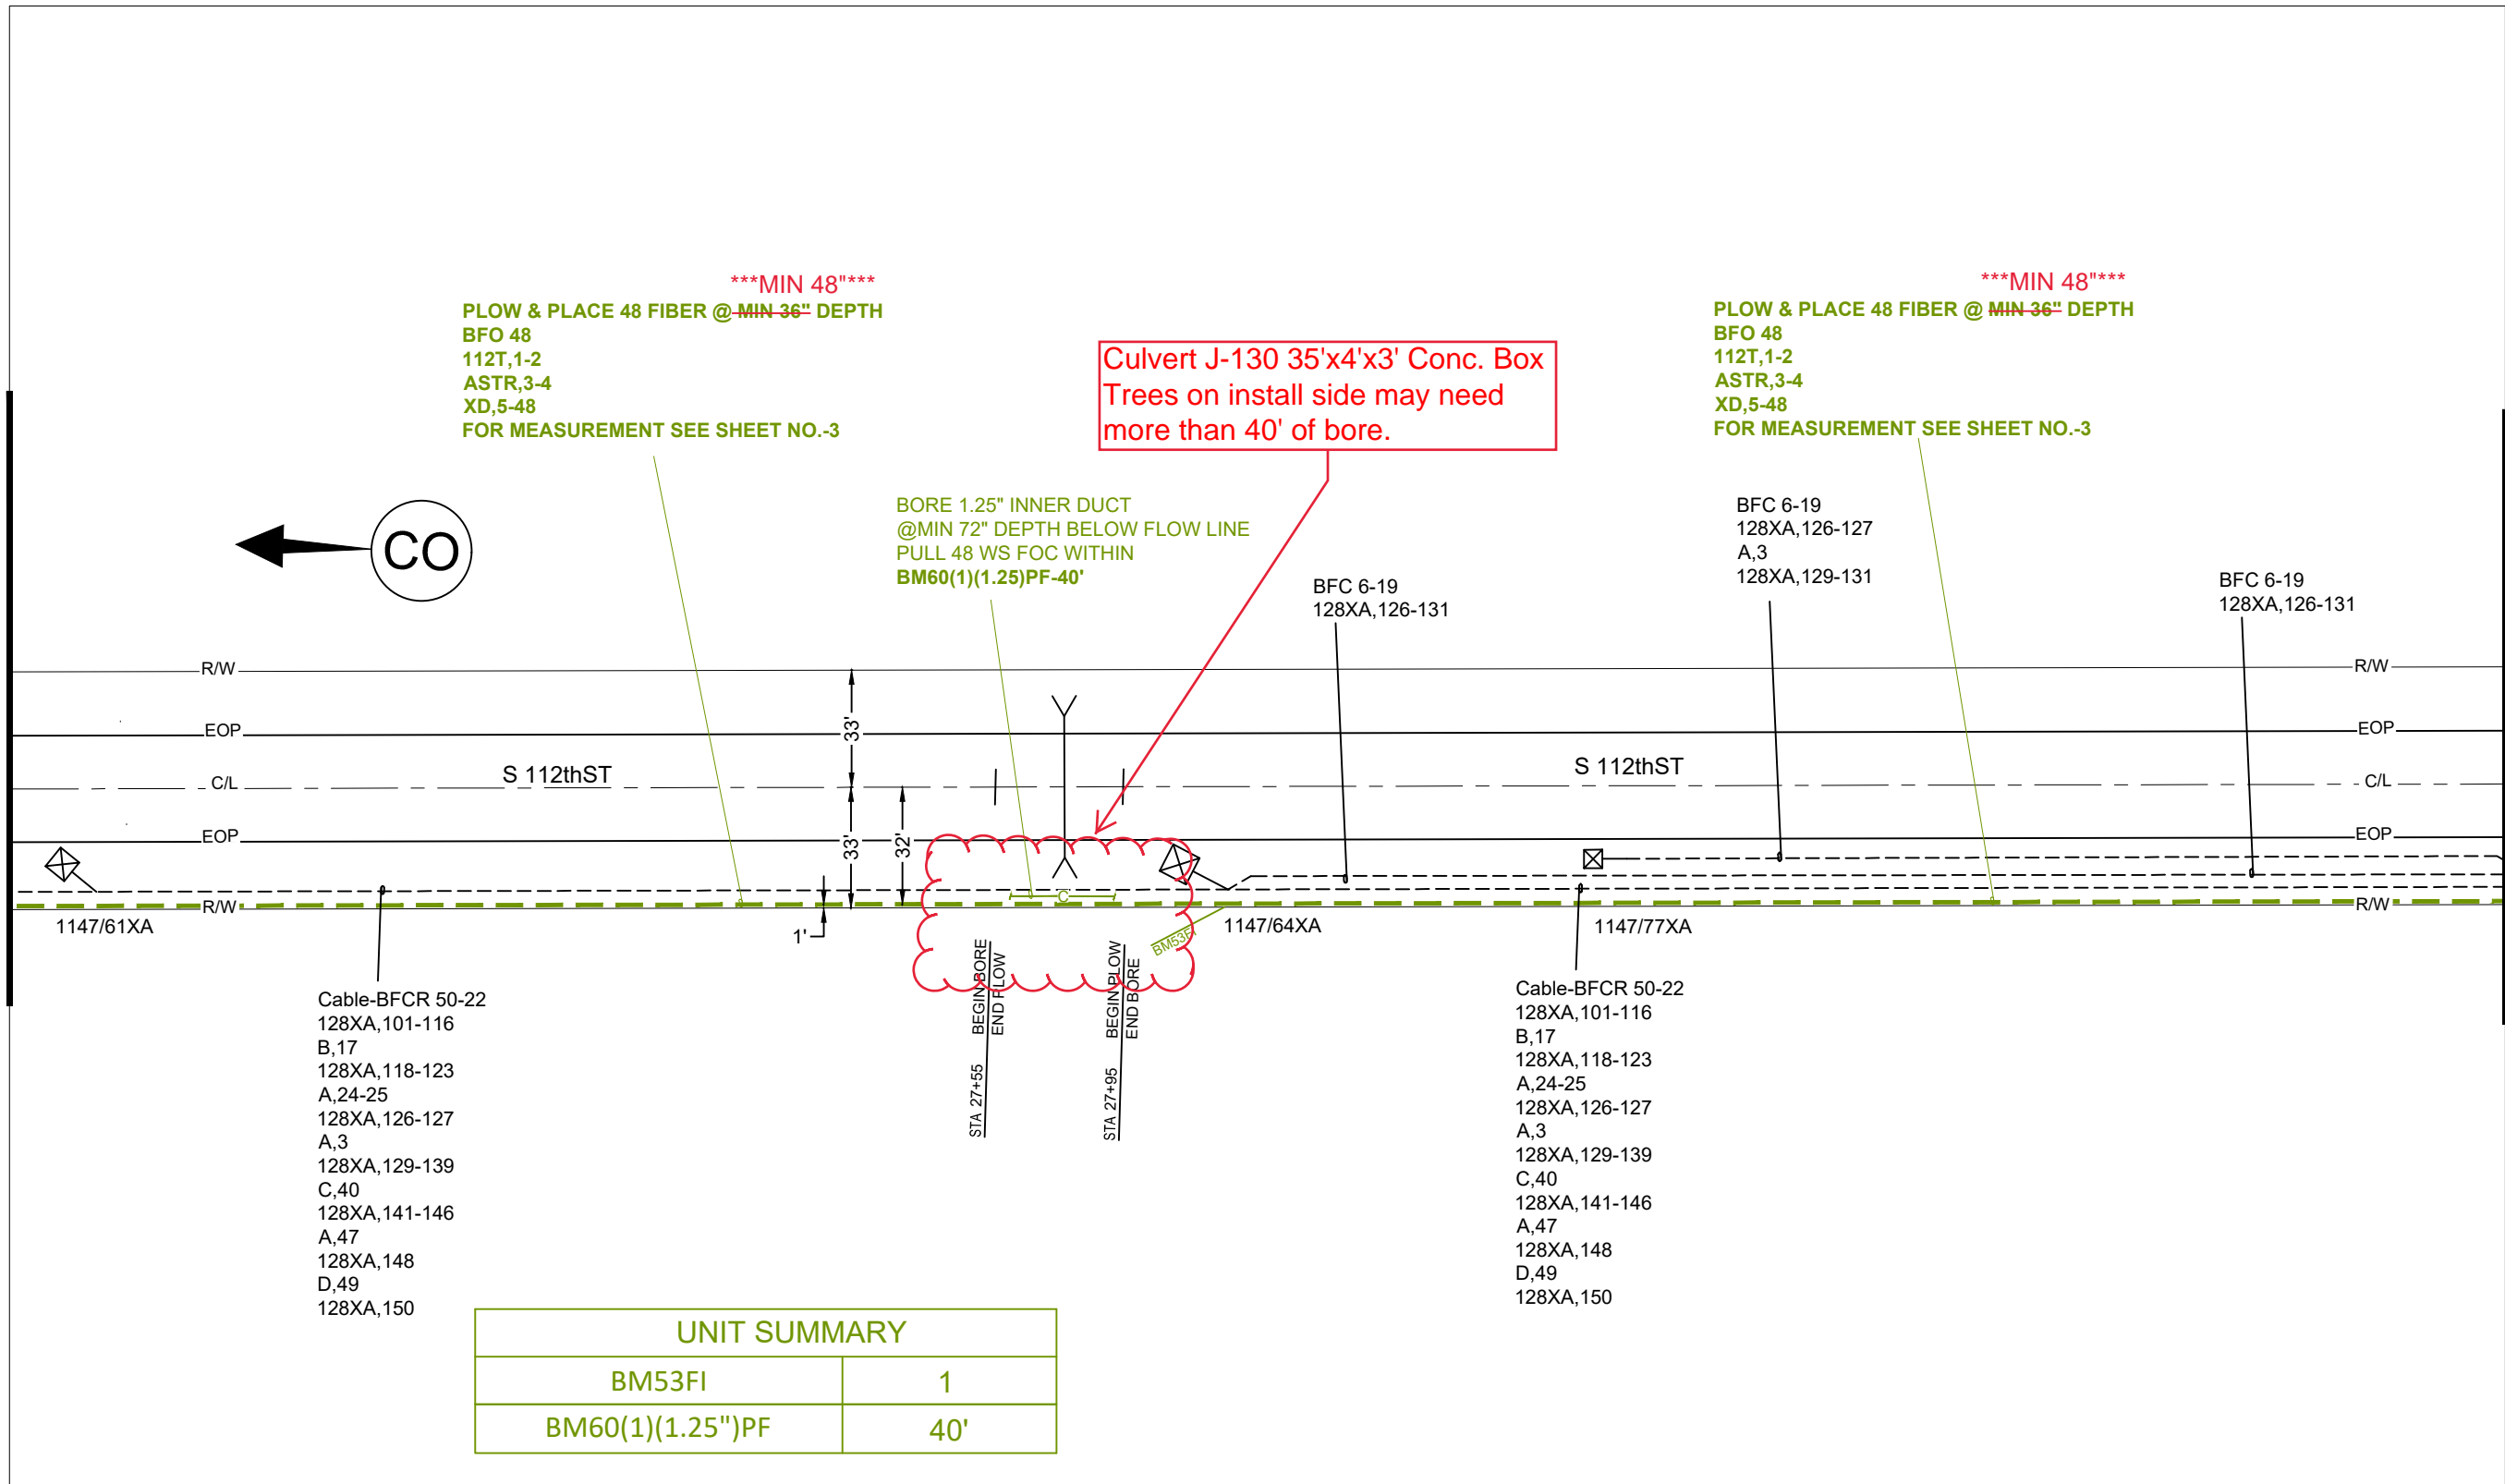 ***MIN 48"***
PLOW & PLACE 48 FIBER @ MIN 36" DEPTH
BFO 48
112T,1-2
ASTR,3-4
XD,5-48
FOR MEASUREMENT SEE SHEET NO.-3
***MIN 48"***
PLOW & PLACE 48 FIBER @ MIN 36" DEPTH
BFO 48
112T,1-2
ASTR,3-4
XD,5-48
FOR MEASUREMENT SEE SHEET NO.-3
Culvert J-130 35'x4'x3' Conc. Box
Trees on install side may need
more than 40' of bore.
CO
BORE 1.25" INNER DUCT
@MIN 72" DEPTH BELOW FLOW LINE
PULL 48 WS FOC WITHIN
BM60(1)(1.25)PF-40'
BFC 6-19
128XA,126-131
BFC 6-19
128XA,126-127
A,3
128XA,129-131
BFC 6-19
128XA,126-131
R/W
R/W
33'
EOP
EOP
S 112thST
S 112thST
C/L
C/L
33'
32'
EOP
EOP
C
R/W
R/W
1147/61XA
1'
BM53FI
1147/64XA
1147/77XA
STA 27+55 BEGIN BORE
END PLOW
STA 27+95 BEGIN PLOW
END BORE
Cable-BFCR 50-22
128XA,101-116
B,17
128XA,118-123
A,24-25
128XA,126-127
A,3
128XA,129-139
C,40
128XA,141-146
A,47
128XA,148
D,49
128XA,150
Cable-BFCR 50-22
128XA,101-116
B,17
128XA,118-123
A,24-25
128XA,126-127
A,3
128XA,129-139
C,40
128XA,141-146
A,47
128XA,148
D,49
128XA,150
UNIT SUMMARY
BM53FI 1
BM60(1)(1.25")PF 40'